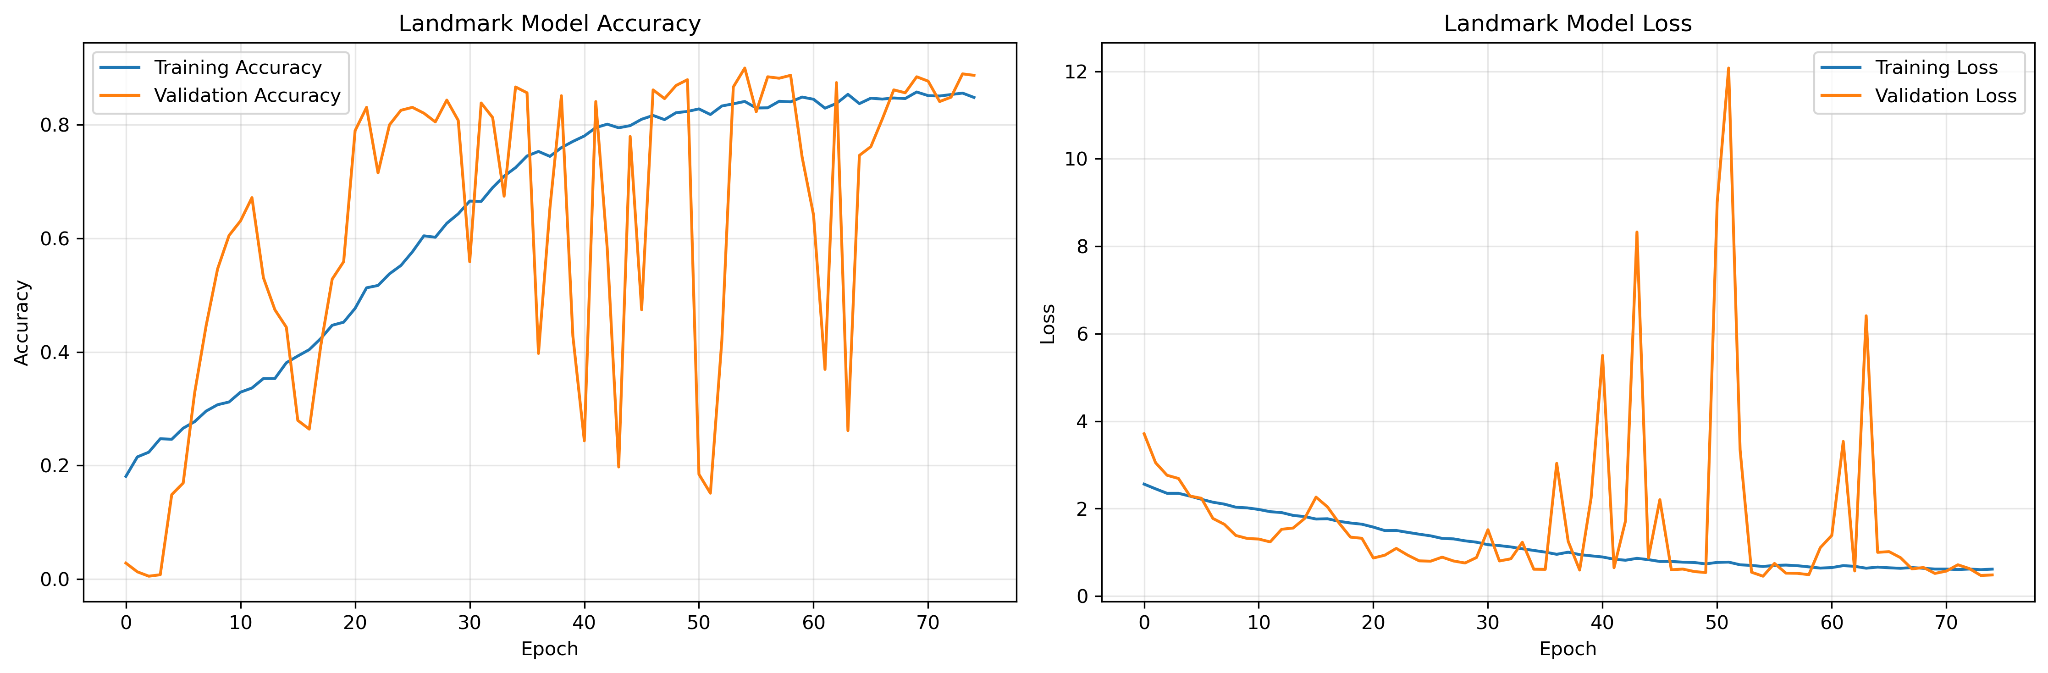 Landmark Model Accuracy
Training Accuracy
Validation Accuracy
0.8
0.6
0.4
0.2
0.0
Accuracy
0 10 20 30 40 50 60 70
Epoch
Landmark Model Loss
Training Loss
Validation Loss
12
10
8
6
4
2
0
Loss
0 10 20 30 40 50 60 70
Epoch